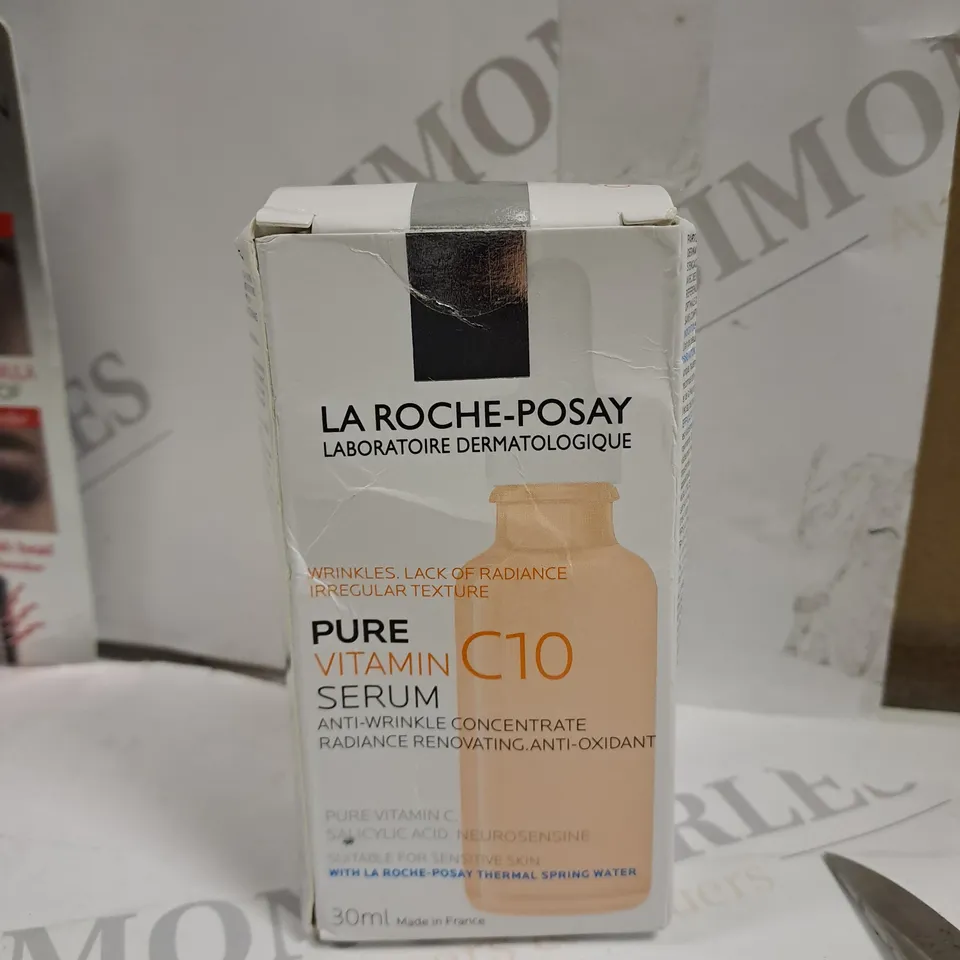 LA ROCHE-POSAY
LABORATOIRE DERMATOLOGIQUE
WRINKLES. LACK OF RADIANCE
IRREGULAR TEXTURE
PURE
VITAMIN C10
SERUM
ANTI-WRINKLE CONCENTRATE
RADIANCE RENOVATING.ANTI-OXIDANT
PURE VITAMIN C.
SALICYLIC ACID. NEUROSENSINE
SUITABLE FOR SENSITIVE SKIN
WITH LA ROCHE-POSAY THERMAL SPRING WATER
30ml Made in France